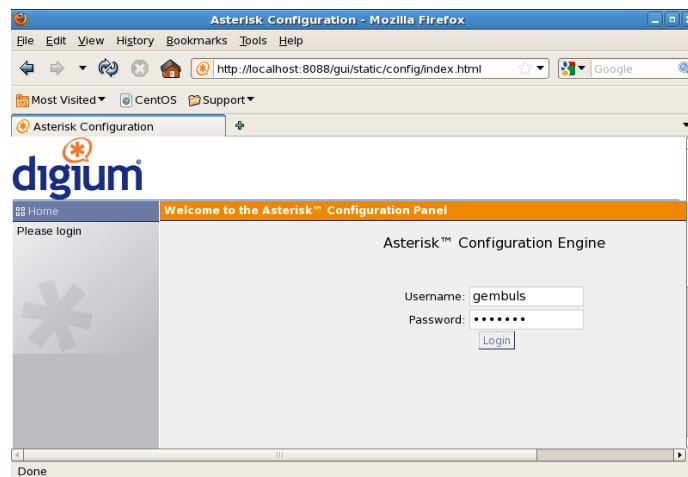 Asterisk Configuration - Mozilla Firefox
File Edit View History Bookmarks Tools Help
http://localhost:8088/gui/static/config/index.html Google
Most Visited CentOS Support
Asterisk Configuration
digium
Home Welcome to the Asterisk™ Configuration Panel
Please login
Asterisk™ Configuration Engine
Username: gembuls
Password: •••••••
Login
Done